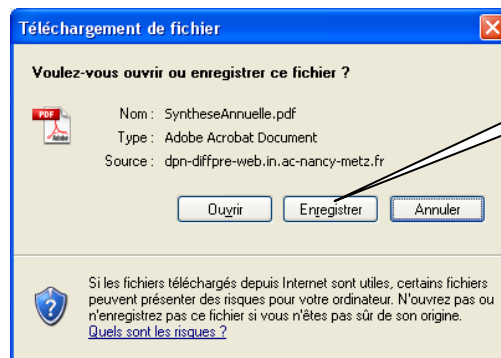 Téléchargement de fichier
Voulez-vous ouvrir ou enregistrer ce fichier ?
PDF
Adobe
Nom : SyntheseAnnuelle.pdf
Type : Adobe Acrobat Document
Source : dpn-diffpre-web.in.ac-nancy-metz.fr
Ouvrir Enregistrer Annuler
Si les fichiers téléchargés depuis Internet sont utiles, certains fichiers
peuvent présenter des risques pour votre ordinateur. N'ouvrez pas ou
n'enregistrez pas ce fichier si vous n'êtes pas sûr de son origine.
Quels sont les risques ?